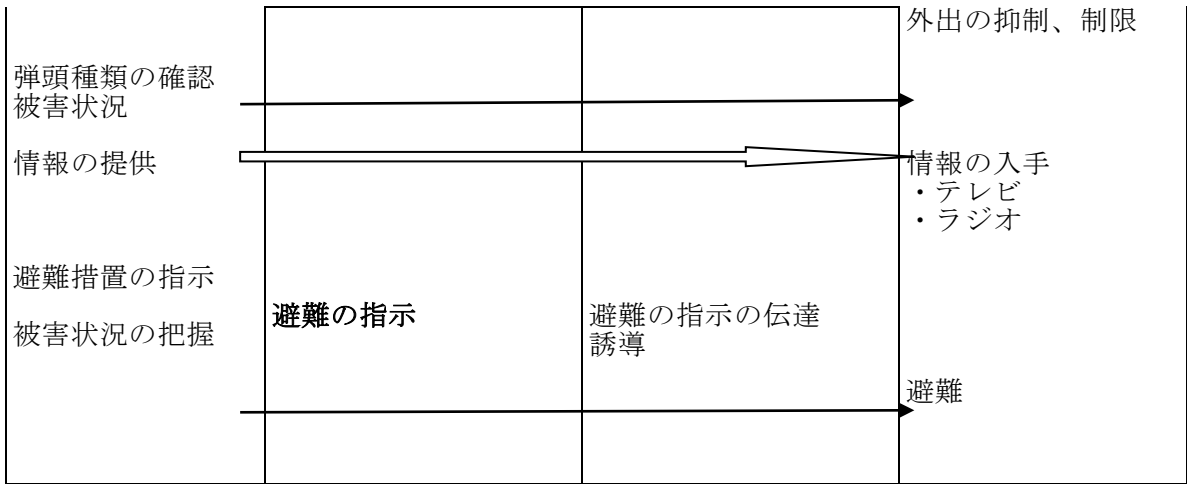 外出の抑制、制限
弾頭種類の確認
被害状況
情報の提供
情報の入手
・テレビ
・ラジオ
避難措置の指示
被害状況の把握
避難の指示
避難の指示の伝達
誘導
避難